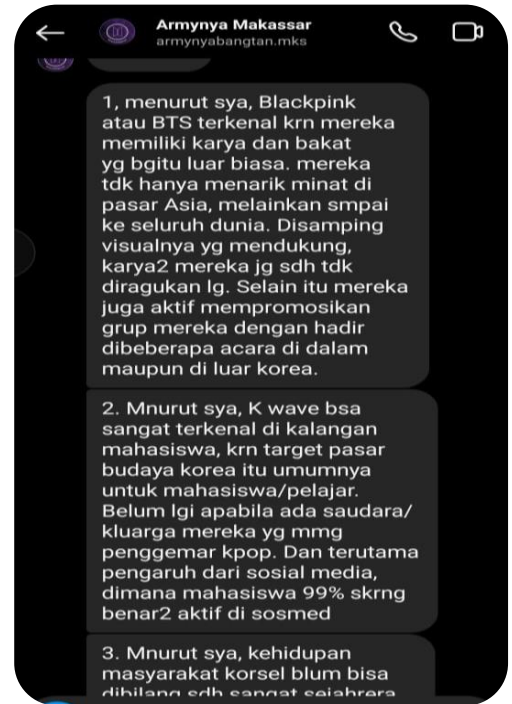 Armynya Makassar
armynyabangtan.mks
1, menurut sya, Blackpink
atau BTS terkenal krn mereka
memiliki karya dan bakat
yg bgitu luar biasa. mereka
tdk hanya menarik minat di
pasar Asia, melainkan smpai
ke seluruh dunia. Disamping
visualnya yg mendukung,
karya2 mereka jg sdh tdk
diragukan lg. Selain itu mereka
juga aktif mempromosikan
grup mereka dengan hadir
dibeberapa acara di dalam
maupun di luar korea.
2. Mnurut sya, K wave bsa
sangat terkenal di kalangan
mahasiswa, krn target pasar
budaya korea itu umumnya
untuk mahasiswa/pelajar.
Belum lgi apabila ada saudara/
kluarga mereka yg mmg
penggemar kpop. Dan terutama
pengaruh dari sosial media,
dimana mahasiswa 99% skrng
benar2 aktif di sosmed
3. Mnurut sya, kehidupan
masyarakat korsel blum bisa
dibilang sdh sangat sejahrera